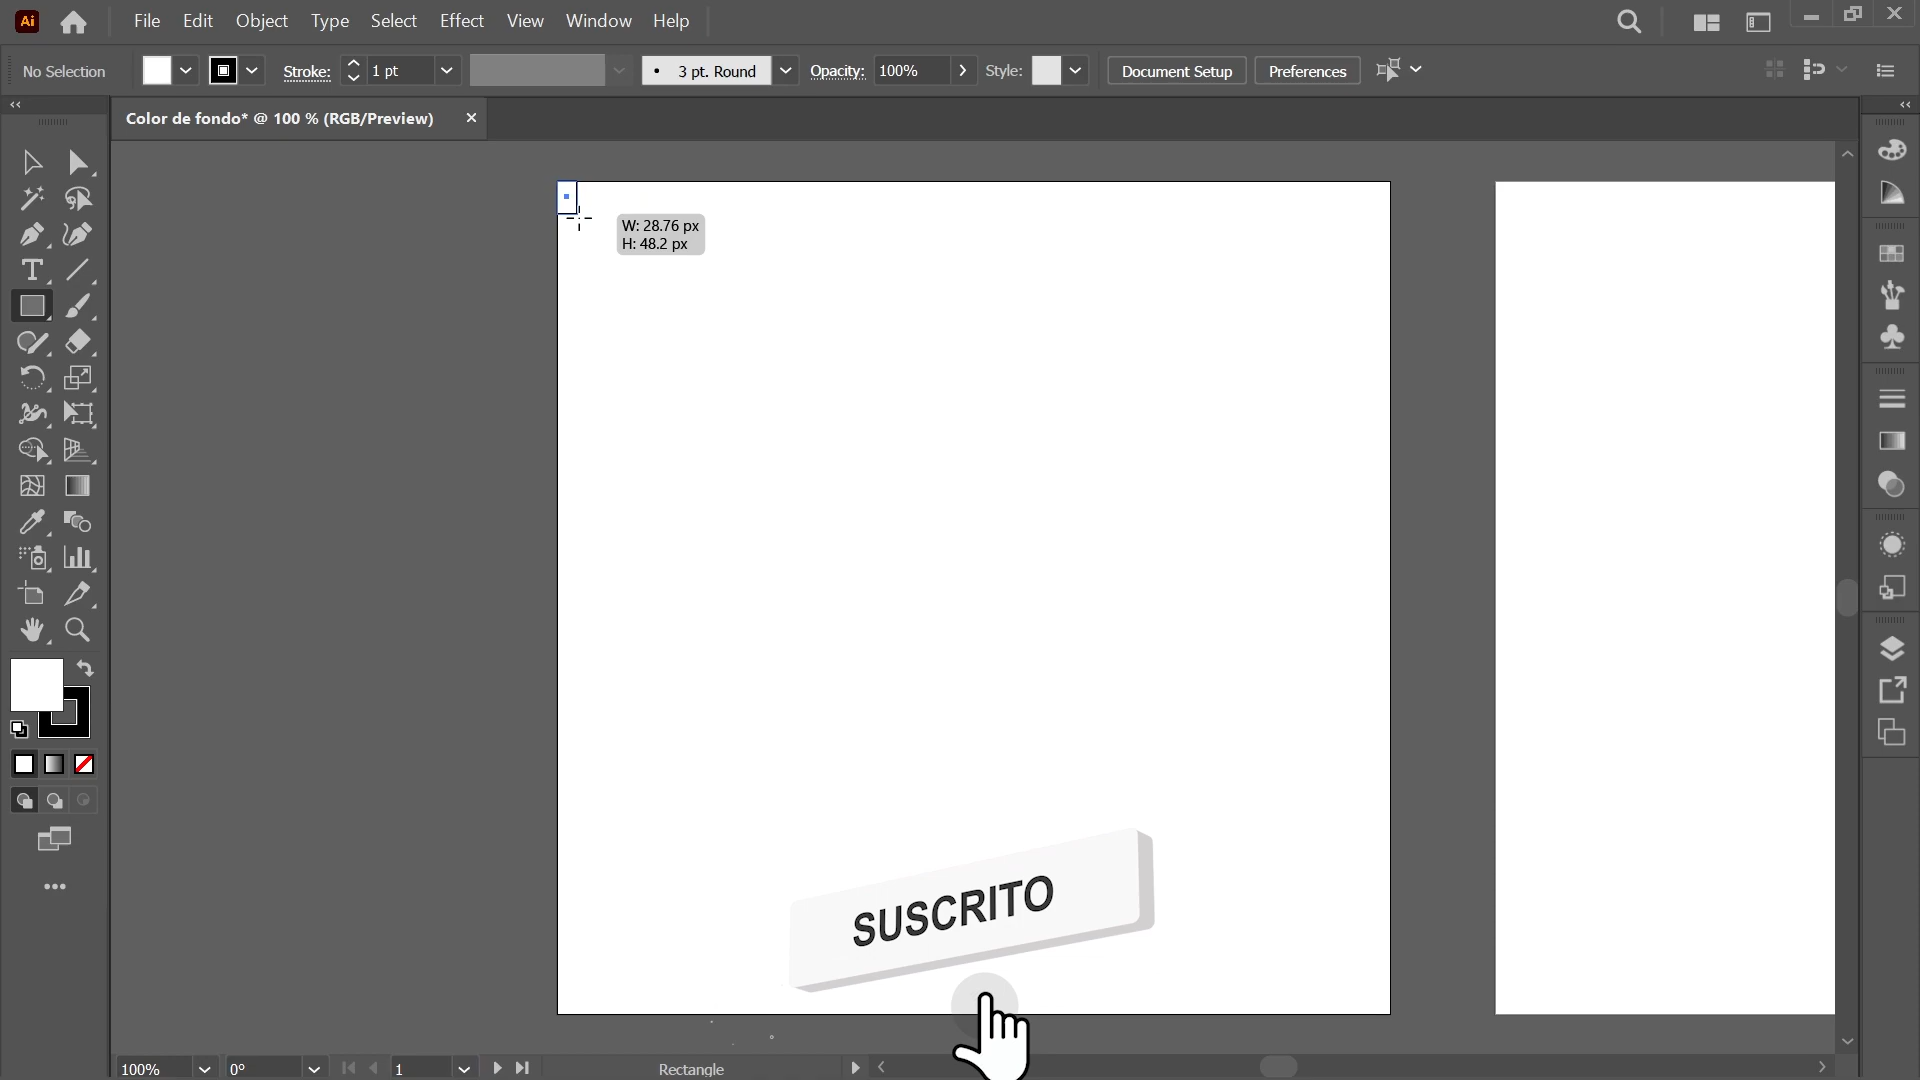 Ai File Edit Object Type Select Effect View Window Help
No Selection Stroke: 1 pt 3 pt. Round Opacity: 100% Style: Document Setup Preferences
Color de fondo* @ 100 % (RGB/Preview)
W: 28.76 px
H: 48.2 px
SUSCRITO
100% 0° 1 Rectangle